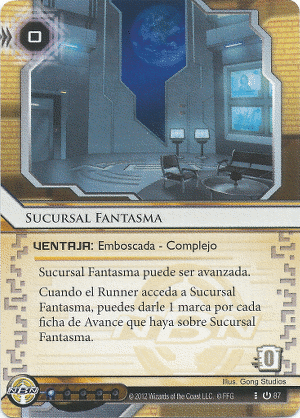 0
SUCURSAL FANTASMA
VENTAJA: Emboscada - Complejo
Sucursal Fantasma puede ser avanzada.
Cuando el Runner acceda a Sucursal
Fantasma, puedes darle 1 marca por cada
ficha de Avance que haya sobre Sucursal
Fantasma.
0
Illus. Gong Studios
NBN
© 2012 Wizards of the Coast LLC. © FFG
87